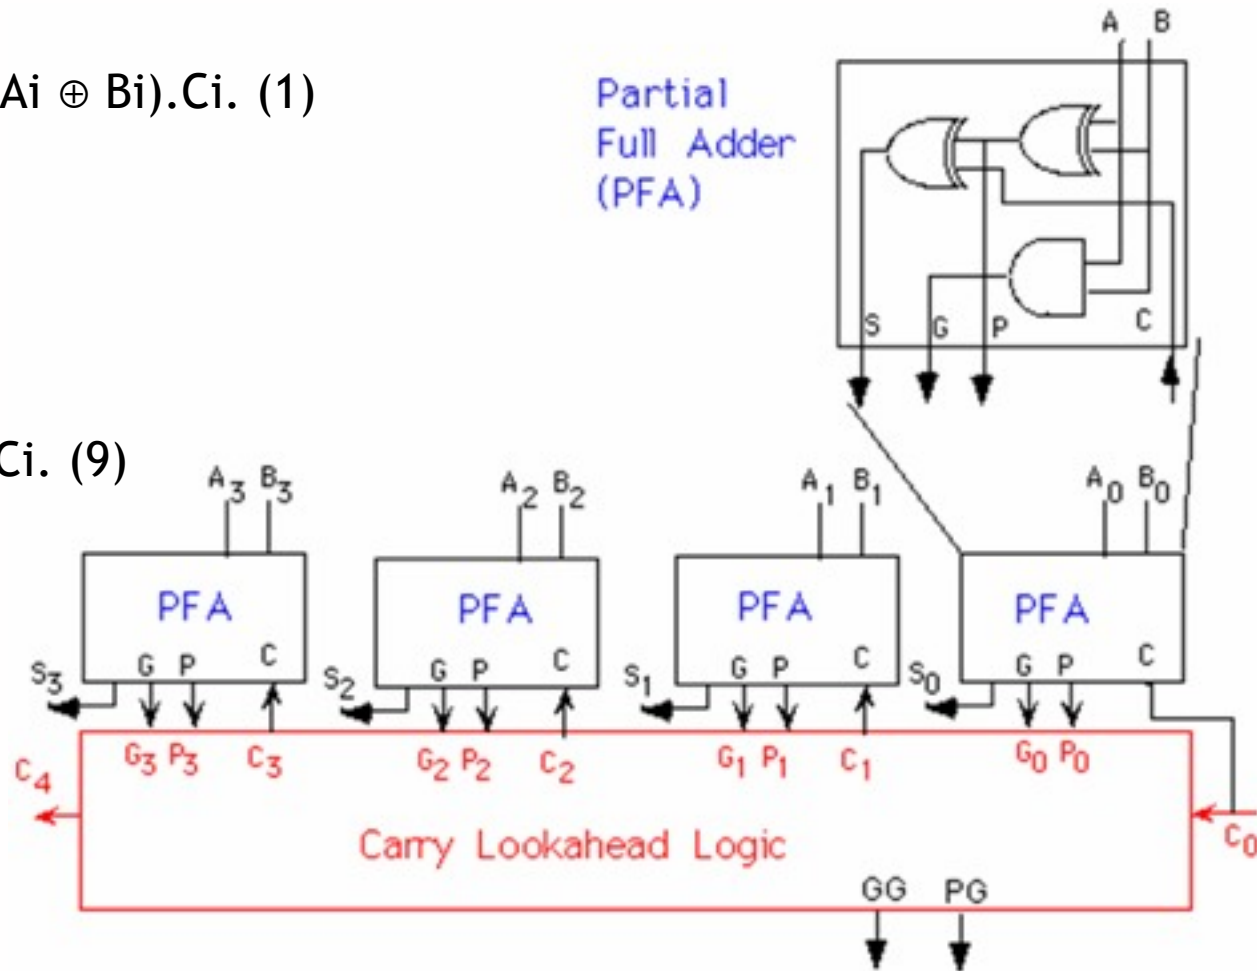 A B
Ai ⊕ Bi).Ci. (1)
Partial
Full Adder
(PFA)
S G P C
Ci. (9)
A3 B3 A2 B2 A1 B1 A0 B0
PFA PFA PFA PFA
G P C G P C G P C G P C
S3 S2 S1 S0
G3 P3 C3 G2 P2 C2 G1 P1 C1 G0 P0
C4
C0
Carry Lookahead Logic
GG PG